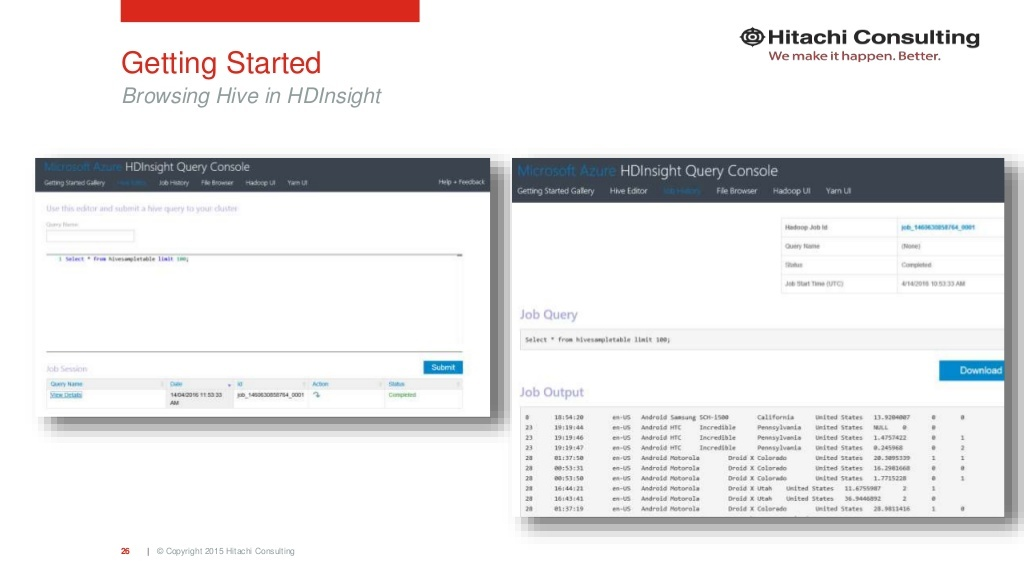 Hitachi Consulting
We make it happen. Better.
Getting Started
Browsing Hive in HDInsight
Microsoft Azure HDInsight Query Console
Getting Started Gallery Hive Editor Job History File Browser Hadoop UI Yarn UI Help + Feedback
Use this editor and submit a hive query to your cluster
Query Name
1 Select * from hivesampletable limit 100;
Job Session
Submit
Query Name Date Id Action Status
View Details 14/04/2016 11:53:33 AM job_1460630858764_0001 Completed
Microsoft Azure HDInsight Query Console
Getting Started Gallery Hive Editor Job History File Browser Hadoop UI Yarn UI
Hadoop Job Id job_1460630858764_0001
Query Name (None)
Status Completed
Job Start Time (UTC) 4/14/2016 10:53:33 AM
Job Query
Select * from hivesampletable limit 100;
Download
Job Output
8 18:54:20 en-US Android Samsung SCH-i500 California United States 13.9204007 0 0
23 19:19:44 en-US Android HTC Incredible Pennsylvania United States NULL 0 0
23 19:19:46 en-US Android HTC Incredible Pennsylvania United States 1.4757422 0 1
23 19:19:47 en-US Android HTC Incredible Pennsylvania United States 0.245968 0 2
28 01:37:50 en-US Android Motorola Droid X Colorado United States 20.3095339 1 1
28 00:53:31 en-US Android Motorola Droid X Colorado United States 16.2981668 0 0
28 00:53:50 en-US Android Motorola Droid X Colorado United States 1.7715228 0 1
28 16:44:21 en-US Android Motorola Droid X Utah United States 11.6755987 2 1
28 16:43:41 en-US Android Motorola Droid X Utah United States 36.9446892 2 0
28 01:37:19 en-US Android Motorola Droid X Colorado United States 28.9811416 1 0
26 | © Copyright 2015 Hitachi Consulting